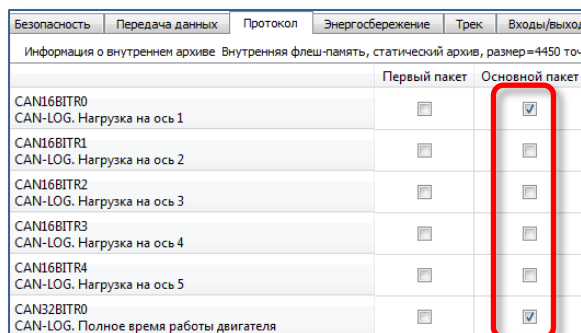 Безопасность Передача данных Протокол Энергосбережение Трек Входы/выход
Информация о внутреннем архиве Внутренняя флеш-память, статический архив, размер=4450 точ
Первый пакет Основной пакет
CAN16BITR0
CAN-LOG. Нагрузка на ось 1
CAN16BITR1
CAN-LOG. Нагрузка на ось 2
CAN16BITR2
CAN-LOG. Нагрузка на ось 3
CAN16BITR3
CAN-LOG. Нагрузка на ось 4
CAN16BITR4
CAN-LOG. Нагрузка на ось 5
CAN32BITR0
CAN-LOG. Полное время работы двигателя